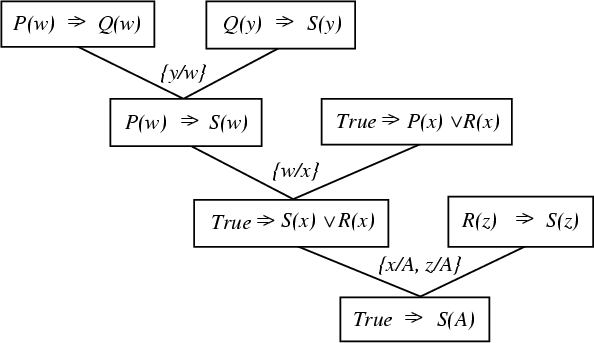 P(w) ⇒ Q(w)
Q(y) ⇒ S(y)
{y/w}
P(w) ⇒ S(w)
True ⇒ P(x) ∨R(x)
{w/x}
True ⇒ S(x) ∨R(x)
R(z) ⇒ S(z)
{x/A, z/A}
True ⇒ S(A)